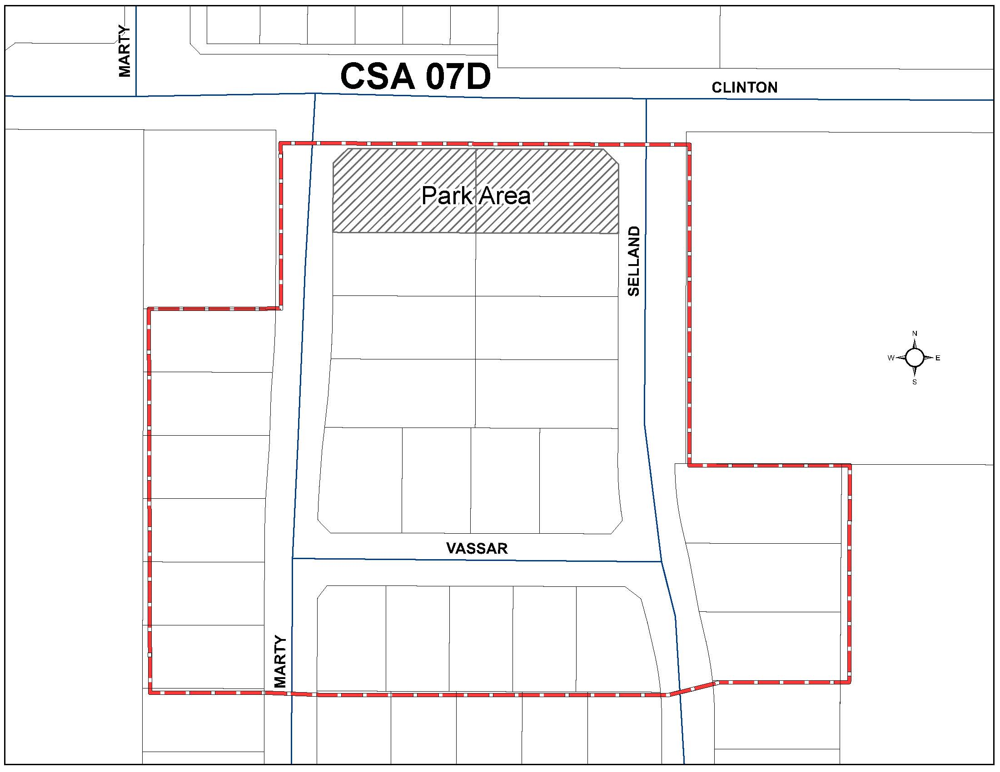 MARTY
CSA 07D
CLINTON
Park Area
SELLAND
N
W
E
S
VASSAR
MARTY